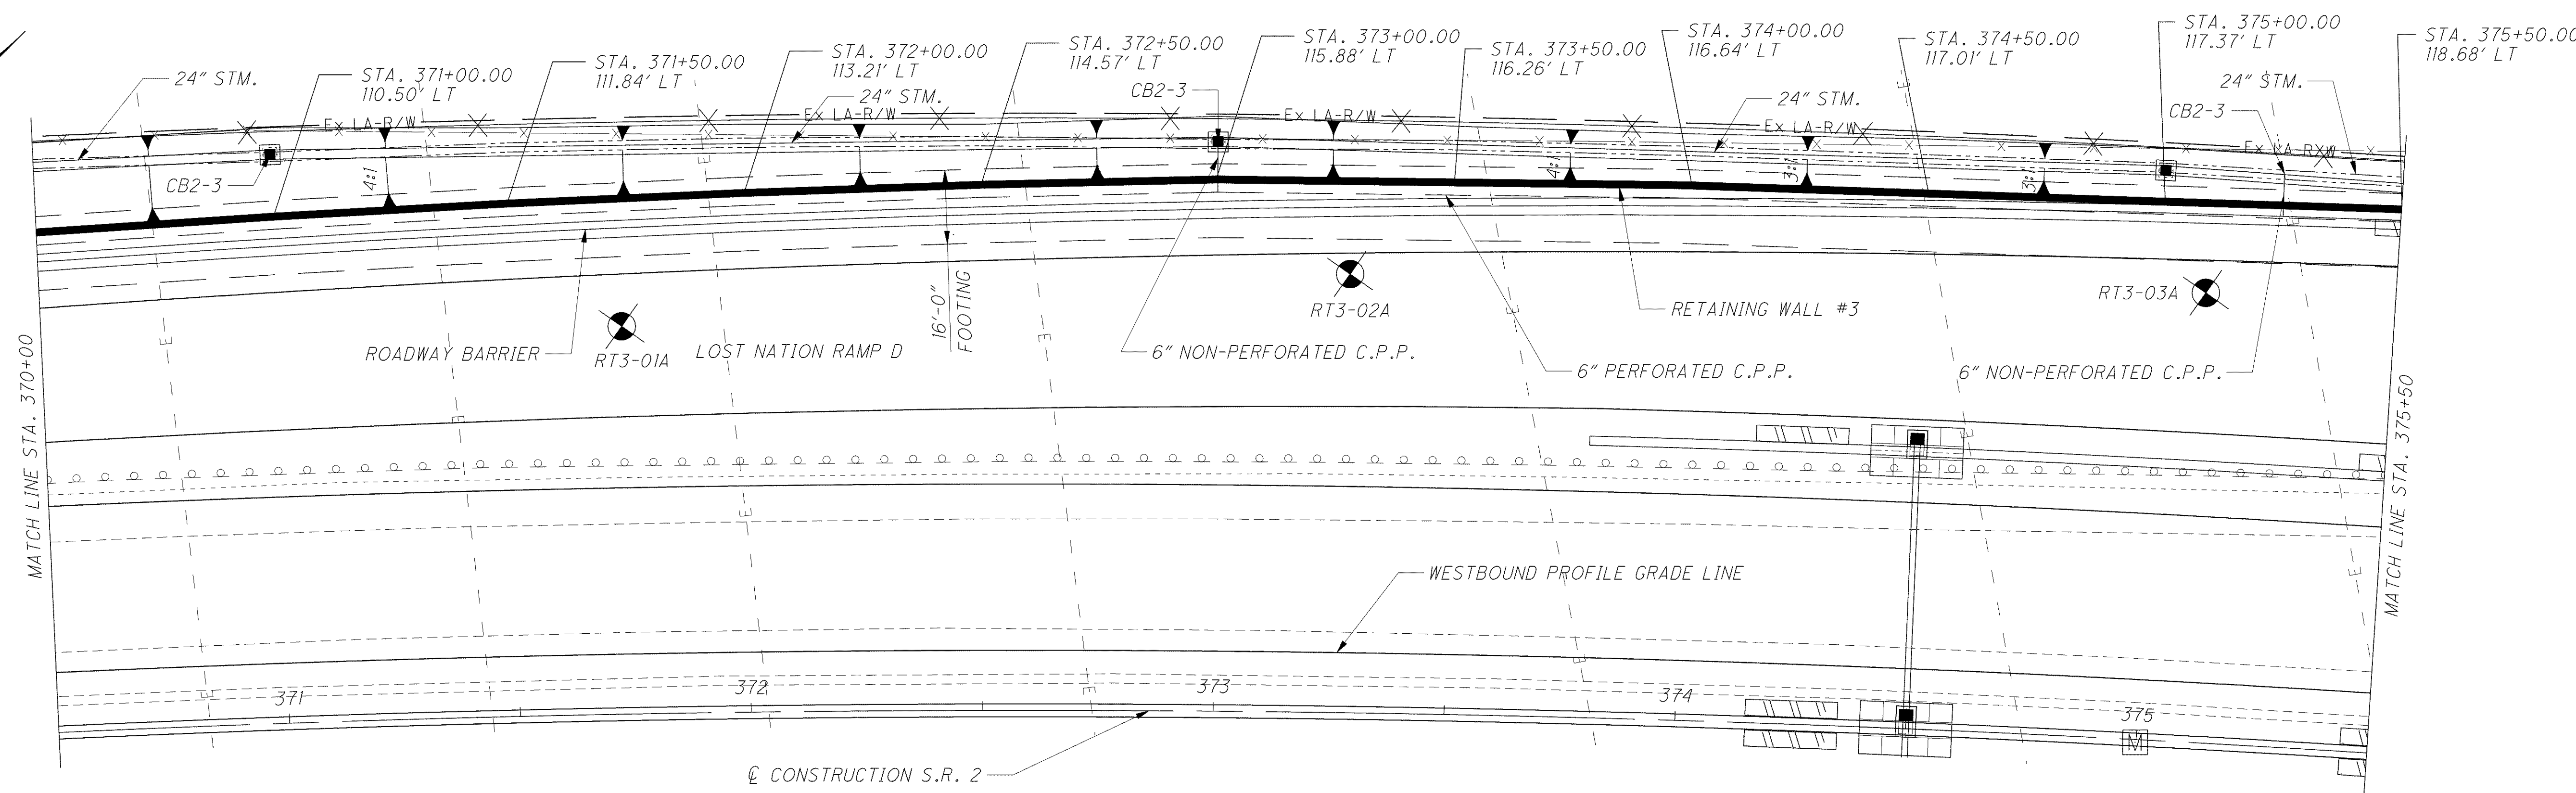 24" STM.
STA. 371+00.00
110.50' LT
STA. 371+50.00
111.84' LT
STA. 372+00.00
113.21' LT
24" STM.
STA. 372+50.00
114.57' LT
CB2-3
STA. 373+00.00
115.88' LT
STA. 373+50.00
116.26' LT
STA. 374+00.00
116.64' LT
24" STM.
STA. 374+50.00
117.01' LT
STA. 375+00.00
117.37' LT
24" STM.
CB2-3
STA. 375+50.00
118.68' LT
Ex LA-R/W
Ex LA-R/W
Ex LA-R/W
Ex LA-R/W
Ex LA-R/W
CB2-3
4:1
4:1
3:1
3:1
E
E
E
E
E
E
E
E
E
E
E
E
E
E
16'-0"
FOOTING
RT3-01A
RT3-02A
RT3-03A
ROADWAY BARRIER
LOST NATION RAMP D
6" NON-PERFORATED C.P.P.
RETAINING WALL #3
6" PERFORATED C.P.P.
6" NON-PERFORATED C.P.P.
MATCH LINE STA. 370+00
MATCH LINE STA. 375+50
WESTBOUND PROFILE GRADE LINE
371
372
373
374
375
M
℄ CONSTRUCTION S.R. 2